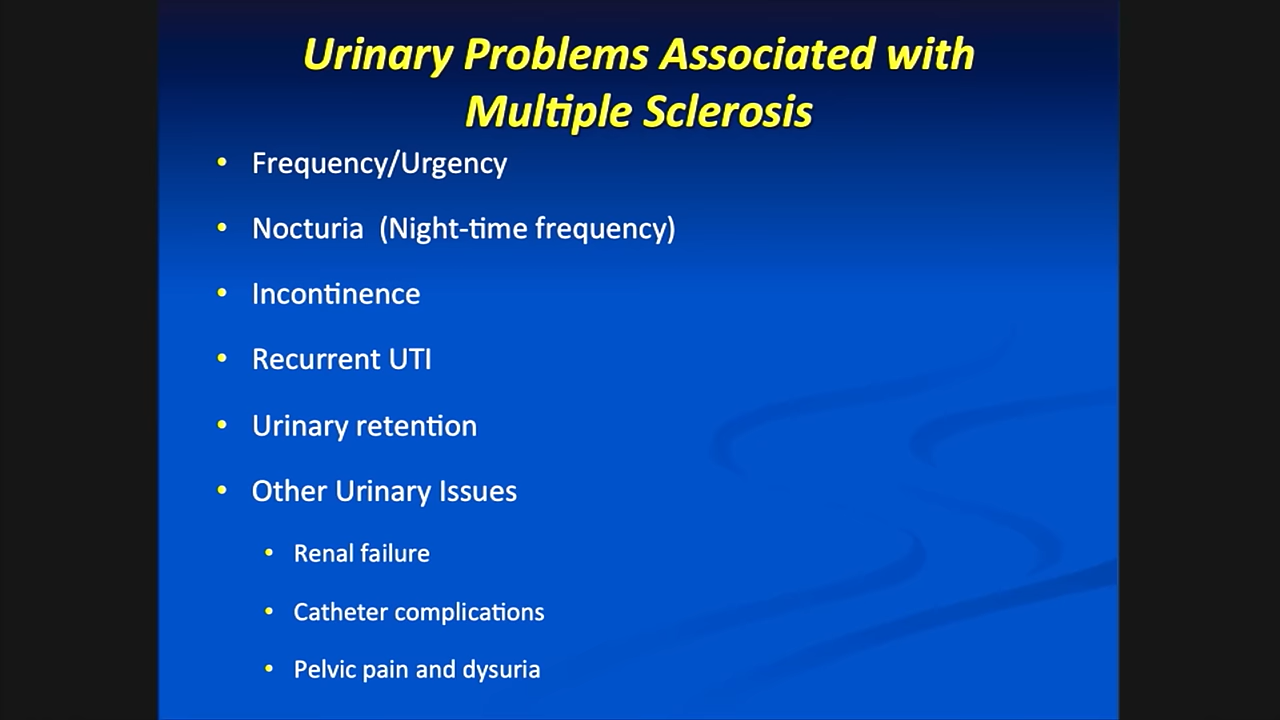 Urinary Problems Associated with
Multiple Sclerosis
• Frequency/Urgency
• Nocturia  (Night-time frequency)
• Incontinence
• Recurrent UTI
• Urinary retention
• Other Urinary Issues
• Renal failure
• Catheter complications
• Pelvic pain and dysuria